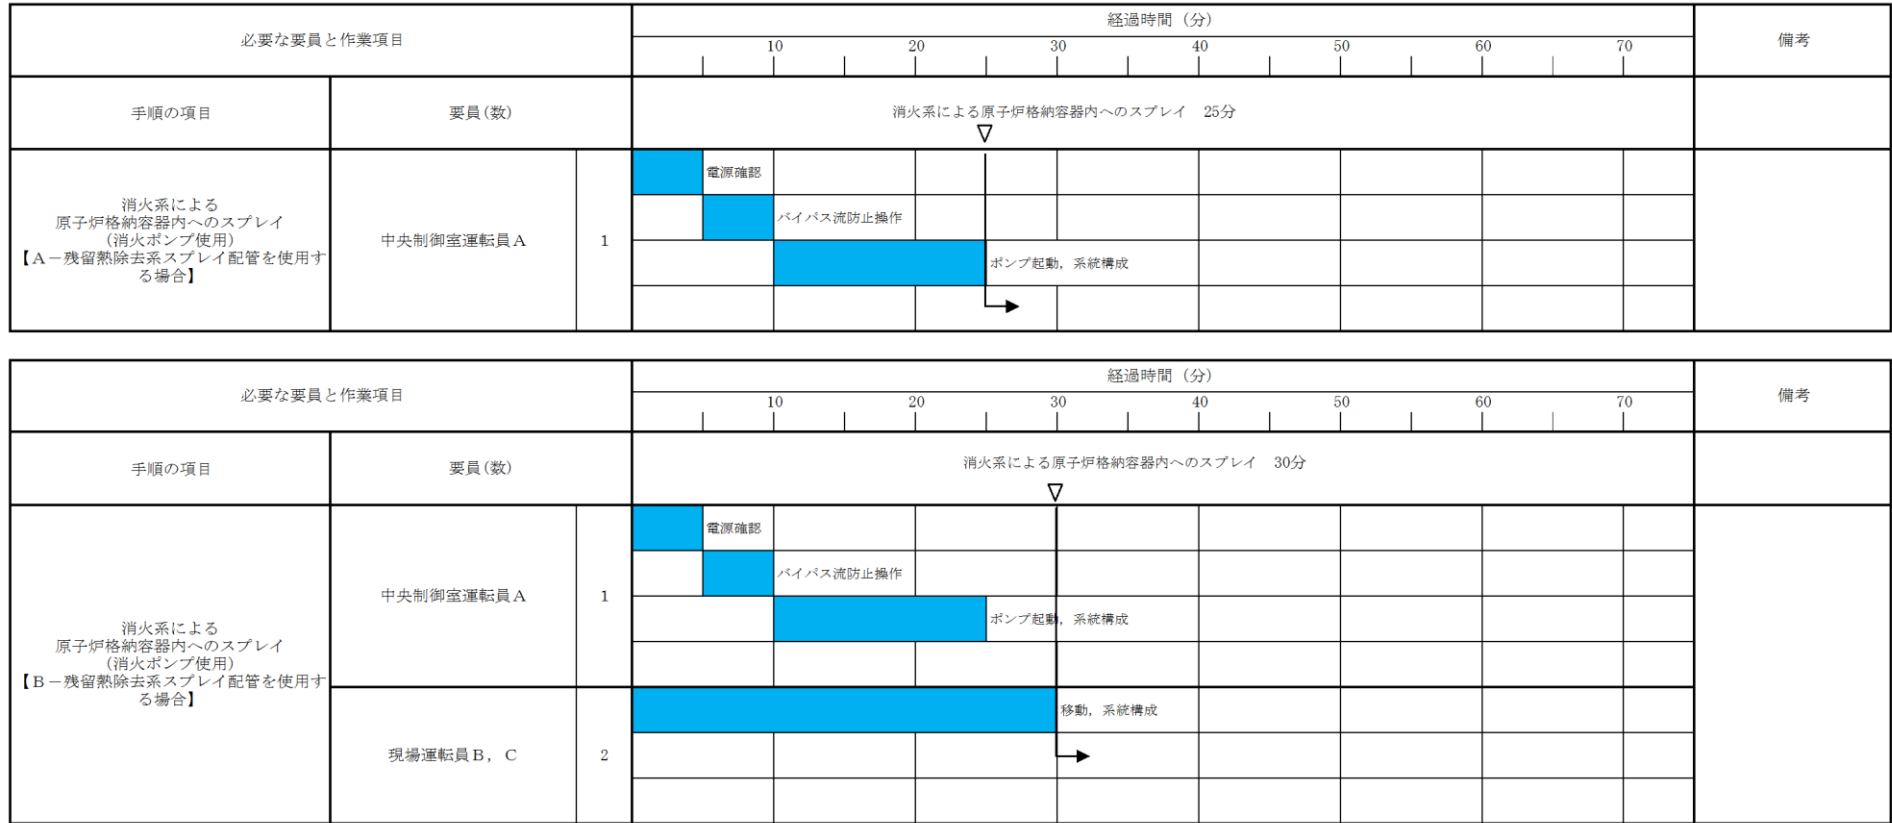 必要な要員と作業項目
経過時間（分）
備考
10 20 30 40 50 60 70
手順の項目
要員(数)
消火系による原子炉格納容器内へのスプレイ　25分
消火系による
原子炉格納容器内へのスプレイ
（消火ポンプ使用）
【Ａ－残留熱除去系スプレイ配管を使用す
る場合】
中央制御室運転員Ａ
1
電源確認
バイパス流防止操作
ポンプ起動，系統構成
必要な要員と作業項目
経過時間（分）
備考
10 20 30 40 50 60 70
手順の項目
要員(数)
消火系による原子炉格納容器内へのスプレイ　30分
消火系による
原子炉格納容器内へのスプレイ
（消火ポンプ使用）
【Ｂ－残留熱除去系スプレイ配管を使用す
る場合】
中央制御室運転員Ａ
1
電源確認
バイパス流防止操作
ポンプ起動，系統構成
現場運転員Ｂ，Ｃ
2
移動，系統構成